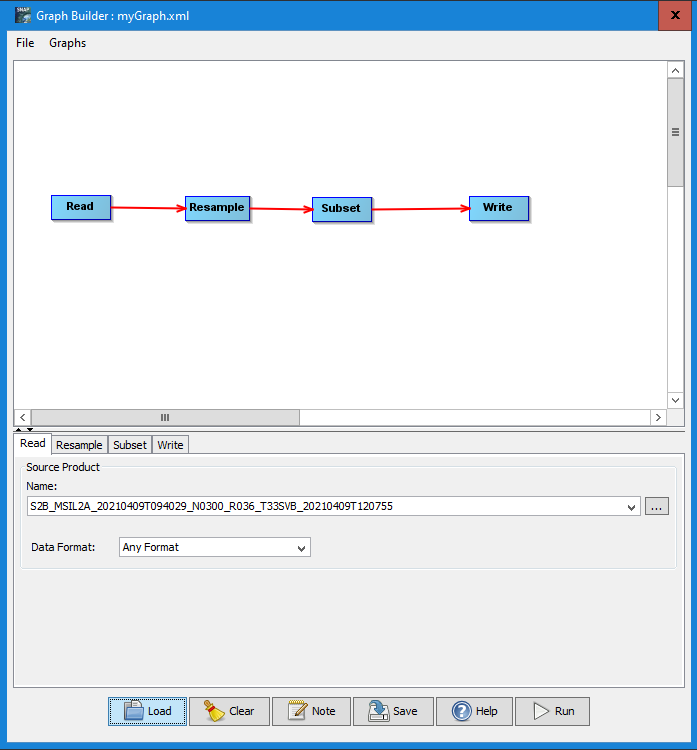 SNAP
Graph Builder : myGraph.xml
X
File Graphs
Read Resample Subset Write
Read Resample Subset Write
Source Product
Name:
S2B_MSIL2A_20210409T094029_N0300_R036_T33SVB_20210409T120755
...
Data Format: Any Format
Load Clear Note Save Help Run